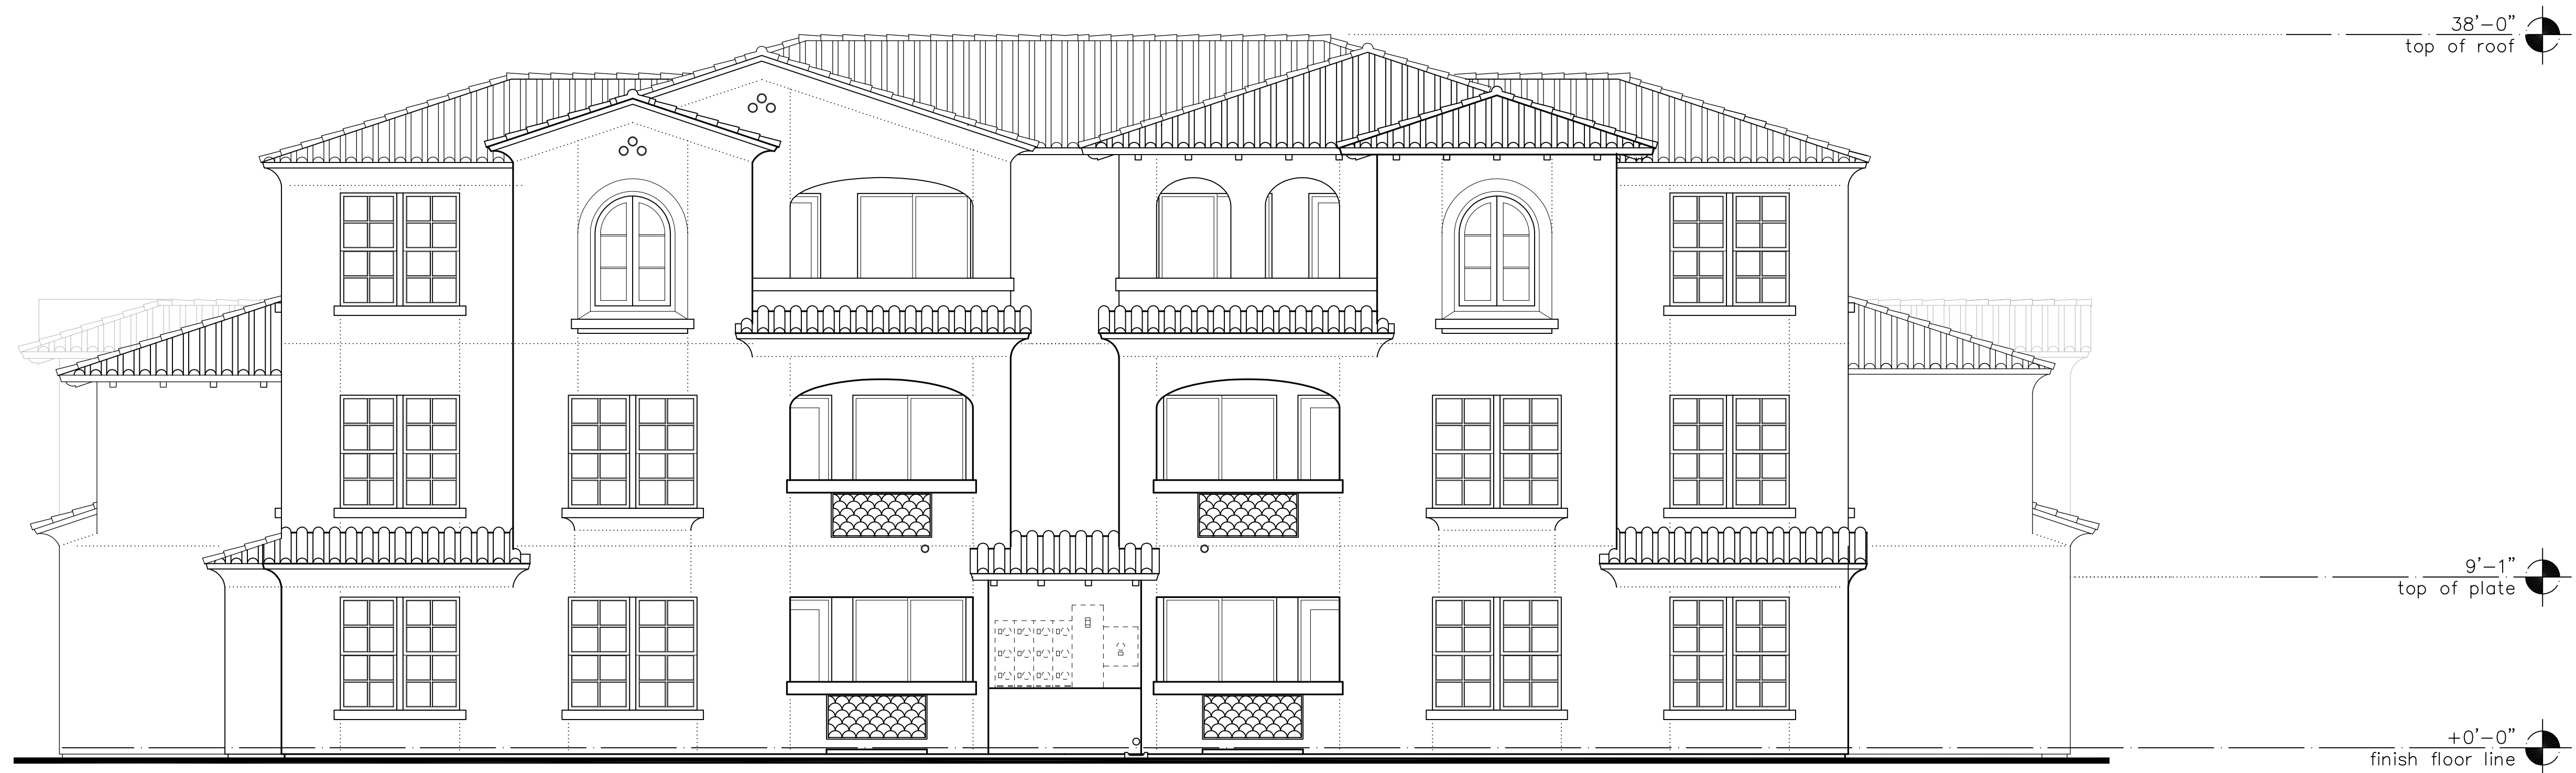 38'-0"
top of roof
9'-1"
top of plate
+0'-0"
finish floor line